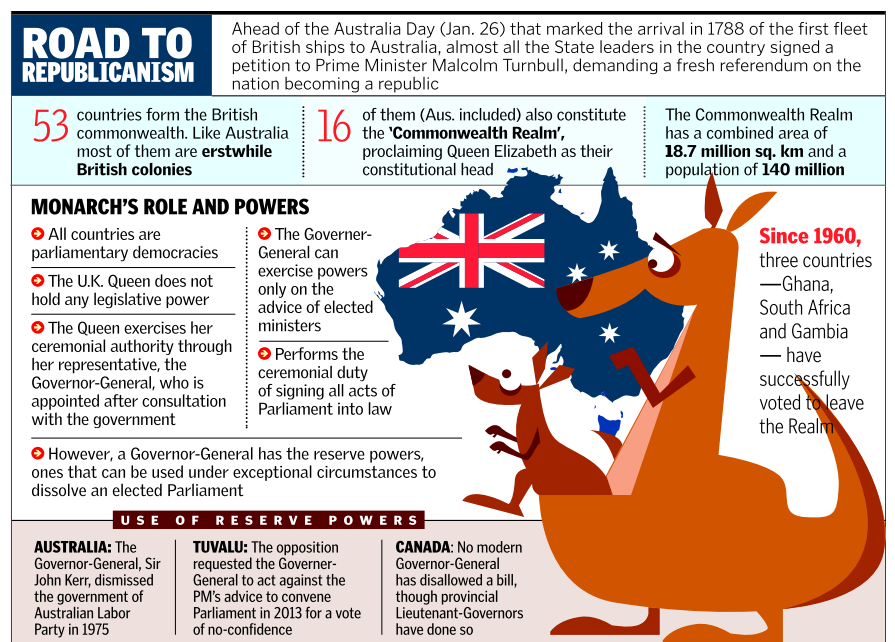 ROAD TO
REPUBLICANISM
Ahead of the Australia Day (Jan. 26) that marked the arrival in 1788 of the first fleet
of British ships to Australia, almost all the State leaders in the country signed a
petition to Prime Minister Malcolm Turnbull, demanding a fresh referendum on the
nation becoming a republic
53
countries form the British
commonwealth. Like Australia
most of them are erstwhile
British colonies
16
of them (Aus. included) also constitute
the 'Commonwealth Realm',
proclaiming Queen Elizabeth as their
constitutional head
The Commonwealth Realm
has a combined area of
18.7 million sq. km and a
population of 140 million
MONARCH'S ROLE AND POWERS
All countries are
parliamentary democracies
The U.K. Queen does not
hold any legislative power
The Queen exercises her
ceremonial authority through
her representative, the
Governor-General, who is
appointed after consultation
with the government
The Governer-
General can
exercise powers
only on the
advice of elected
ministers
Performs the
ceremonial duty
of signing all acts of
Parliament into law
However, a Governor-General has the reserve powers,
ones that can be used under exceptional circumstances to
dissolve an elected Parliament
Since 1960,
three countries
—Ghana,
South Africa
and Gambia
— have
successfully
voted to leave
the Realm
USE OF RESERVE POWERS
AUSTRALIA: The
Governor-General, Sir
John Kerr, dismissed
the government of
Australian Labor
Party in 1975
TUVALU: The opposition
requested the Governer-
General to act against the
PM's advice to convene
Parliament in 2013 for a vote
of no-confidence
CANADA: No modern
Governor-General
has disallowed a bill,
though provincial
Lieutenant-Governors
have done so